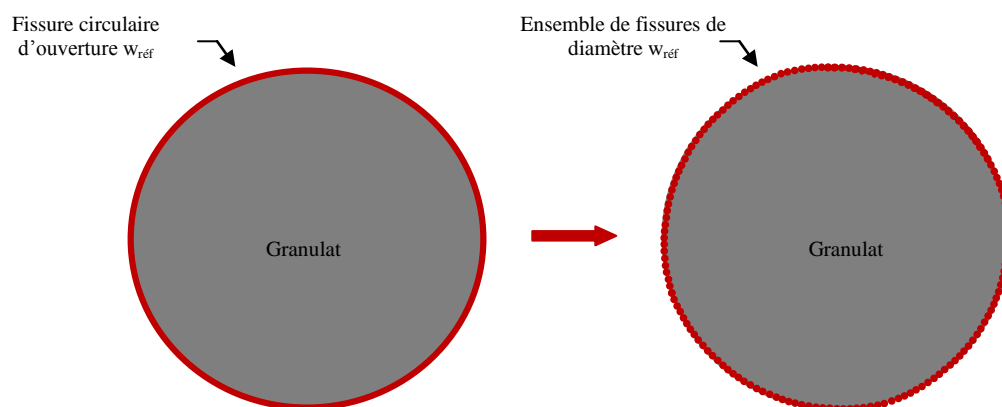 Fissure circulaire
d’ouverture wréf
Ensemble de fissures de
diamètre wréf
Granulat
Granulat